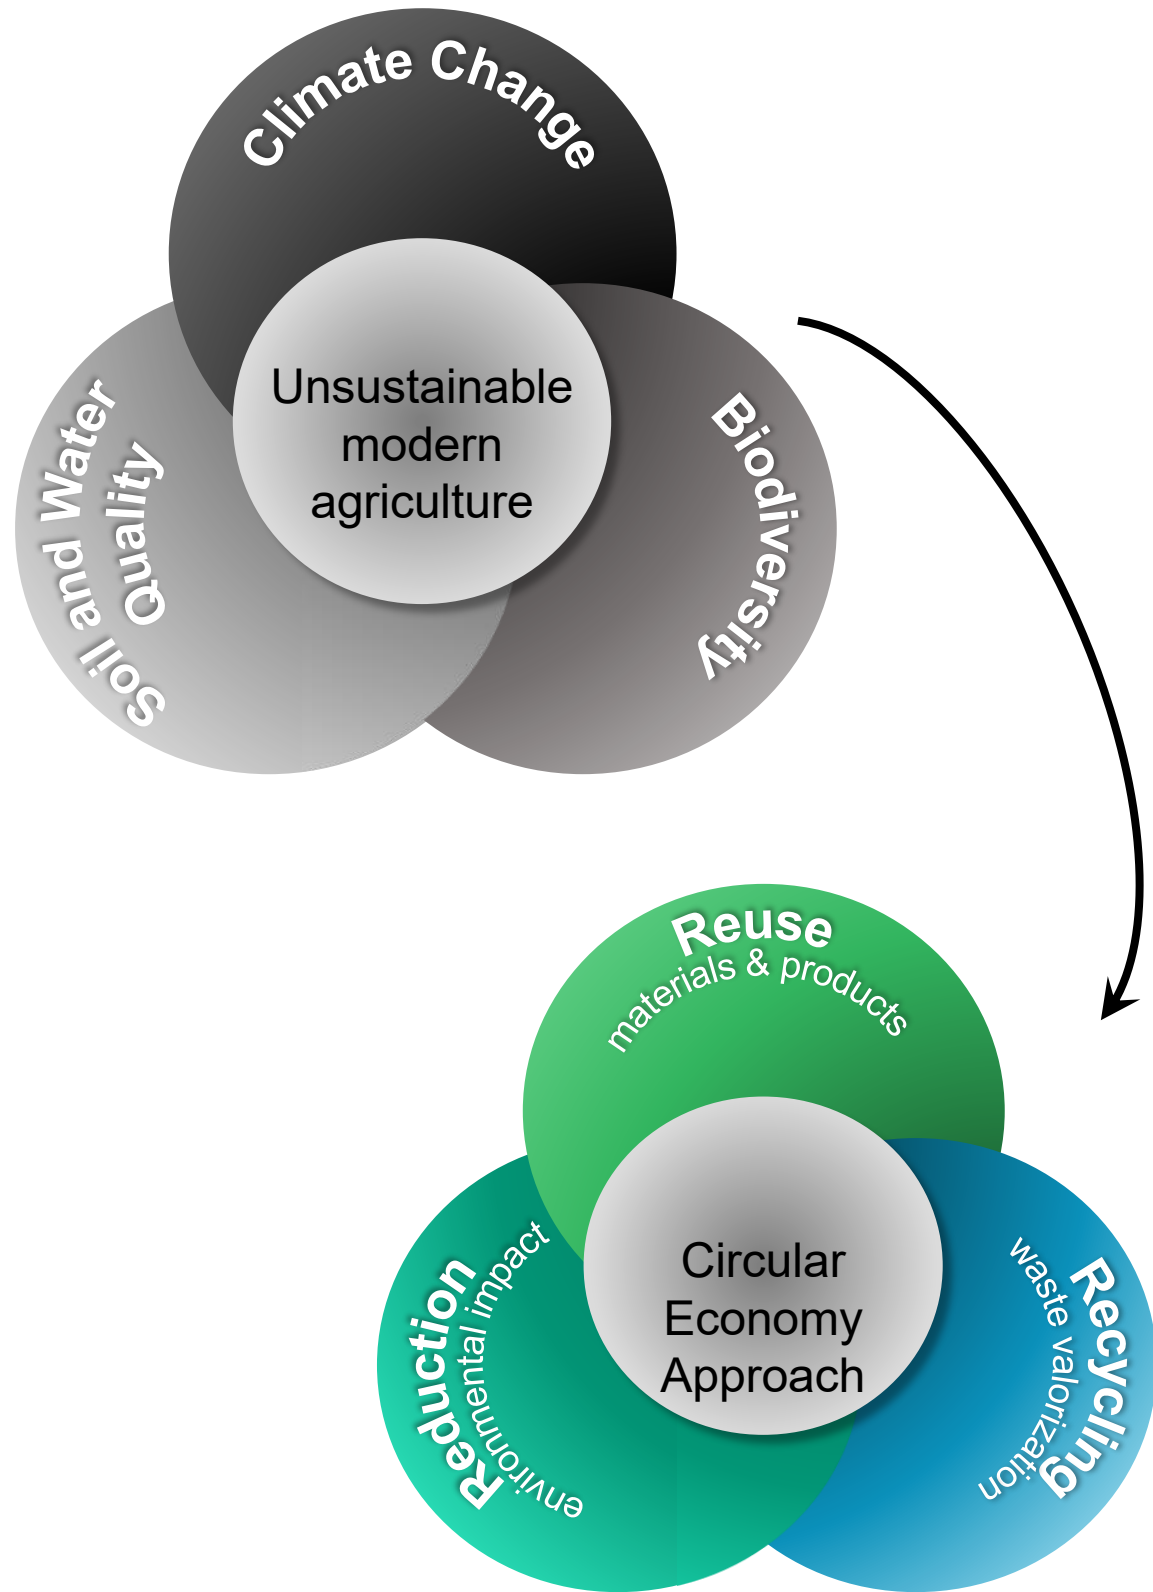 Climate Change
Unsustainable
modern
agriculture
Soil and Water
Quality
Biodiversity
Reuse
materials & products
Circular
Economy
Approach
Reduction
environmental impact
Recycling
waste valorization